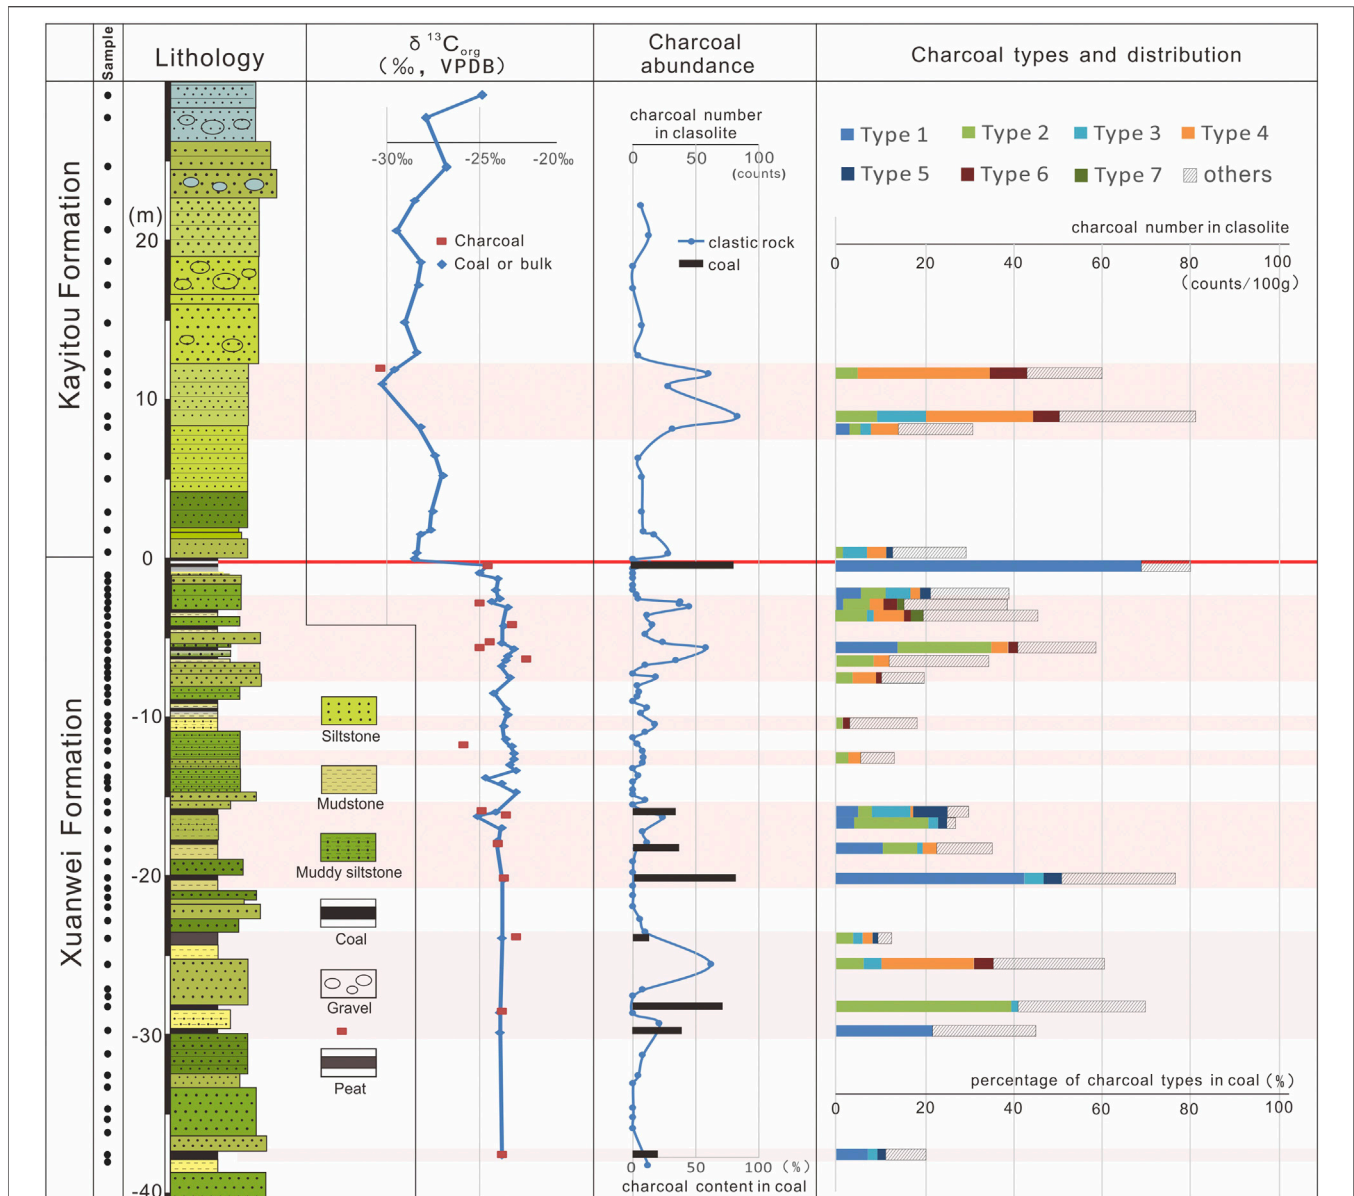 Sample
Lithology
δ ¹³Corg
(‰, VPDB)
Charcoal
abundance
Charcoal types and distribution
charcoal number
in clasolite
0 50 100
(counts)
-30‰ -25‰ -20‰
Charcoal
Coal or bulk
clastic rock
coal
Type 1 Type 2 Type 3 Type 4
Type 5 Type 6 Type 7 others
charcoal number in clasolite
0 20 40 60 80 100
(counts/100g)
Kayitou Formation
Xuanwei Formation
(m)
20
10
0
-10
-20
-30
-40
Siltstone
Mudstone
Muddy siltstone
Coal
Gravel
Peat
percentage of charcoal types in coal (%)
0 20 40 60 80 100
0 50 100 (%)
charcoal content in coal